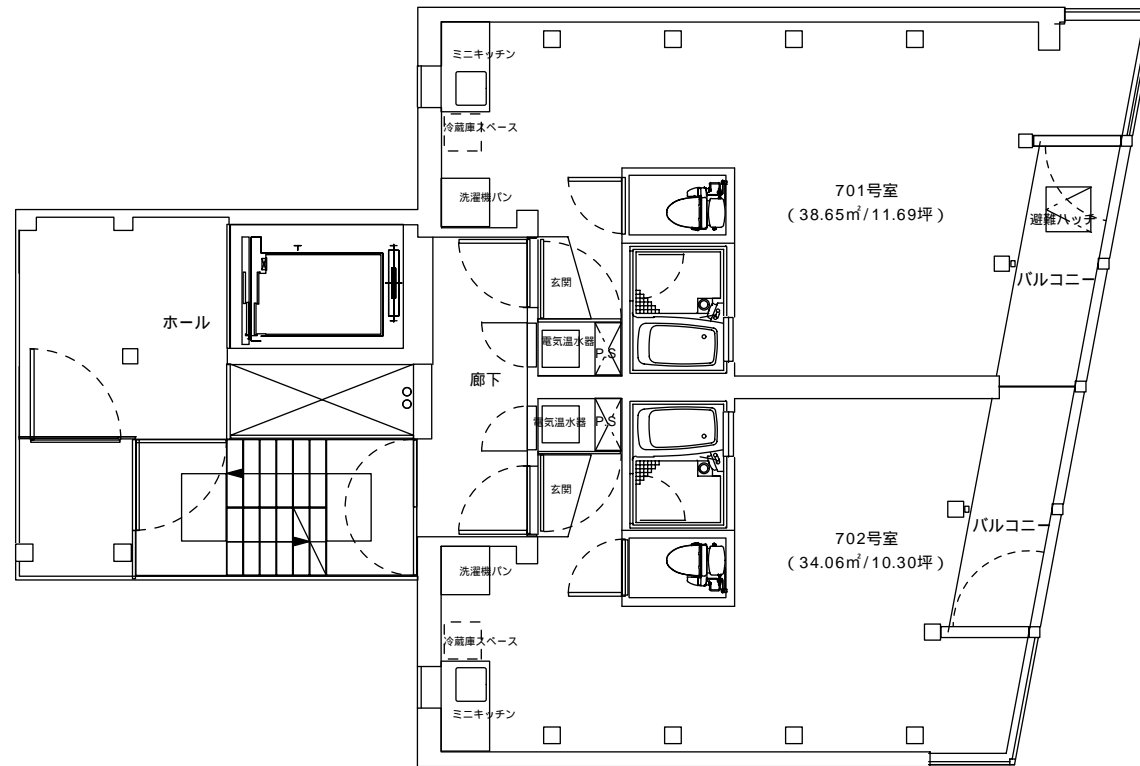 ミニキッチン
冷蔵庫スペース
洗濯機パン
701号室
(38.65㎡/11.69坪)
避難ハッチ
バルコニー
玄関
ホール
電気温水器
P.S
廊下
電気温水器
P.S
玄関
バルコニー
702号室
(34.06㎡/10.30坪)
洗濯機パン
冷蔵庫スペース
ミニキッチン